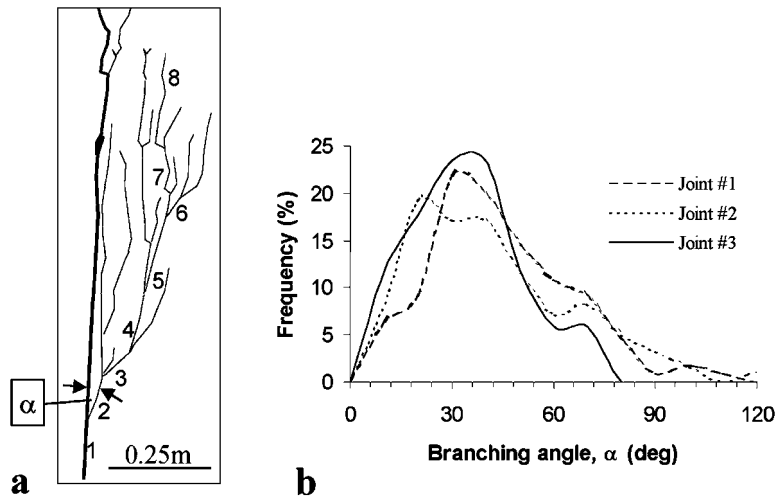 a
8
7
6
5
4
3
2
1
α
0.25m
b
Frequency (%)
25
20
15
10
5
0
0 30 60 90 120
Branching angle, α (deg)
Joint #1
Joint #2
Joint #3